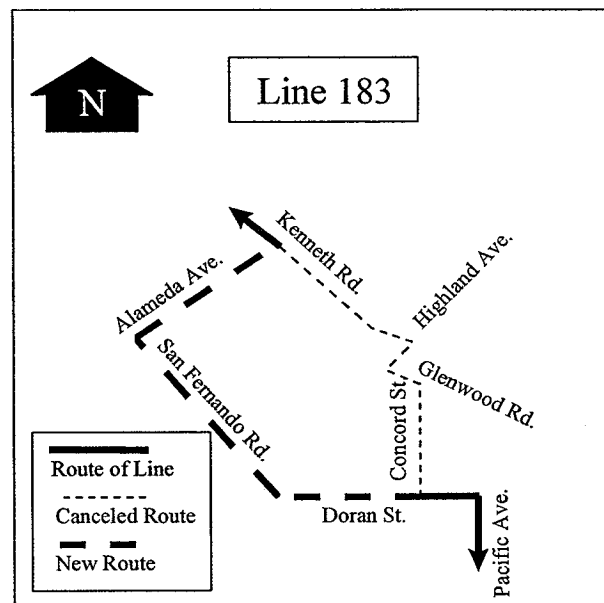 N
Line 183
Kenneth Rd.
Highland Ave.
Alameda Ave.
San Fernando Rd.
Glenwood Rd.
Concord St.
Doran St.
Pacific Ave.
Route of Line
Canceled Route
New Route